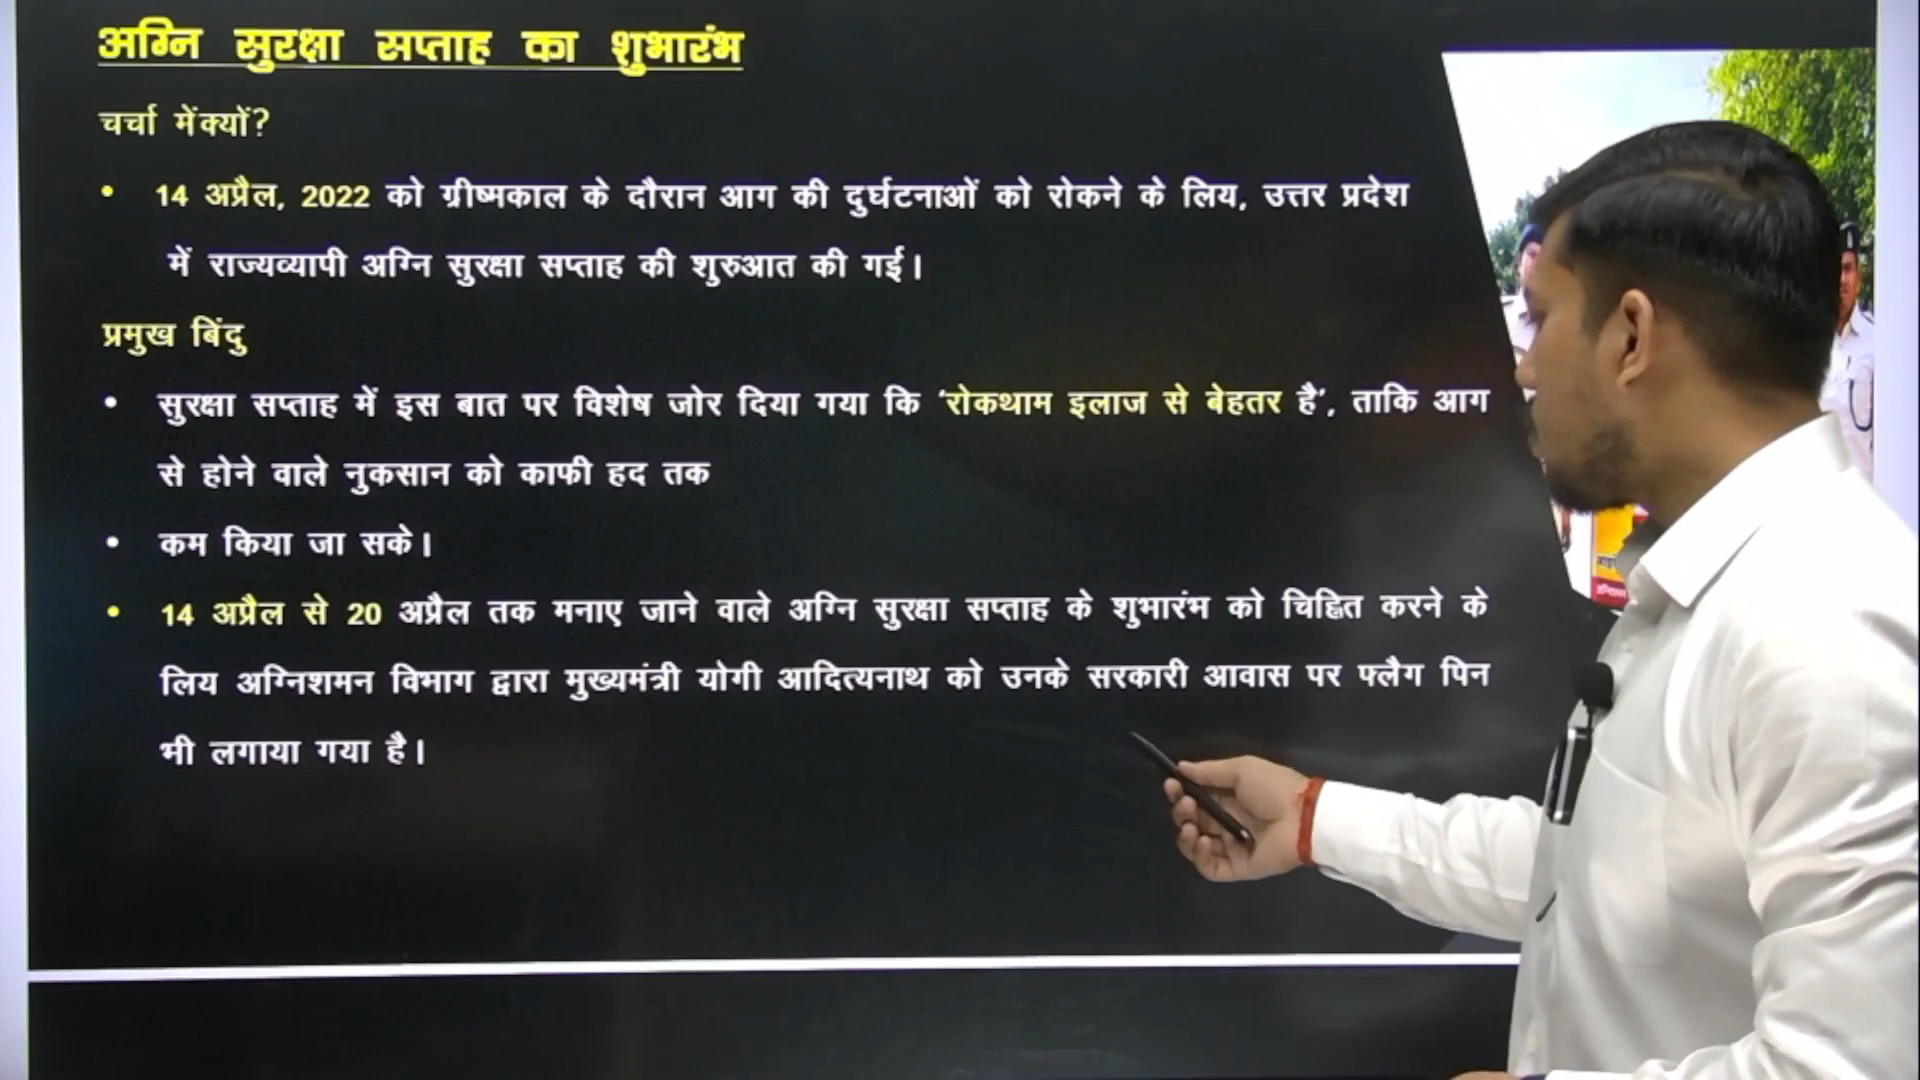 अग्नि सुरक्षा सप्ताह का शुभारंभ
चर्चा मेंक्यों?
• 14 अप्रैल, 2022 को ग्रीष्मकाल के दौरान आग की दुर्घटनाओं को रोकने के लिय, उत्तर प्रदेश
में राज्यव्यापी अग्नि सुरक्षा सप्ताह की शुरुआत की गई।
प्रमुख बिंदु
• सुरक्षा सप्ताह में इस बात पर विशेष जोर दिया गया कि 'रोकथाम इलाज से बेहतर है', ताकि आग
से होने वाले नुकसान को काफी हद तक
• कम किया जा सके।
• 14 अप्रैल से 20 अप्रैल तक मनाए जाने वाले अग्नि सुरक्षा सप्ताह के शुभारंभ को चिह्नित करने के
लिय अग्निशमन विभाग द्वारा मुख्यमंत्री योगी आदित्यनाथ को उनके सरकारी आवास पर फ्लैग पिन
भी लगाया गया है।